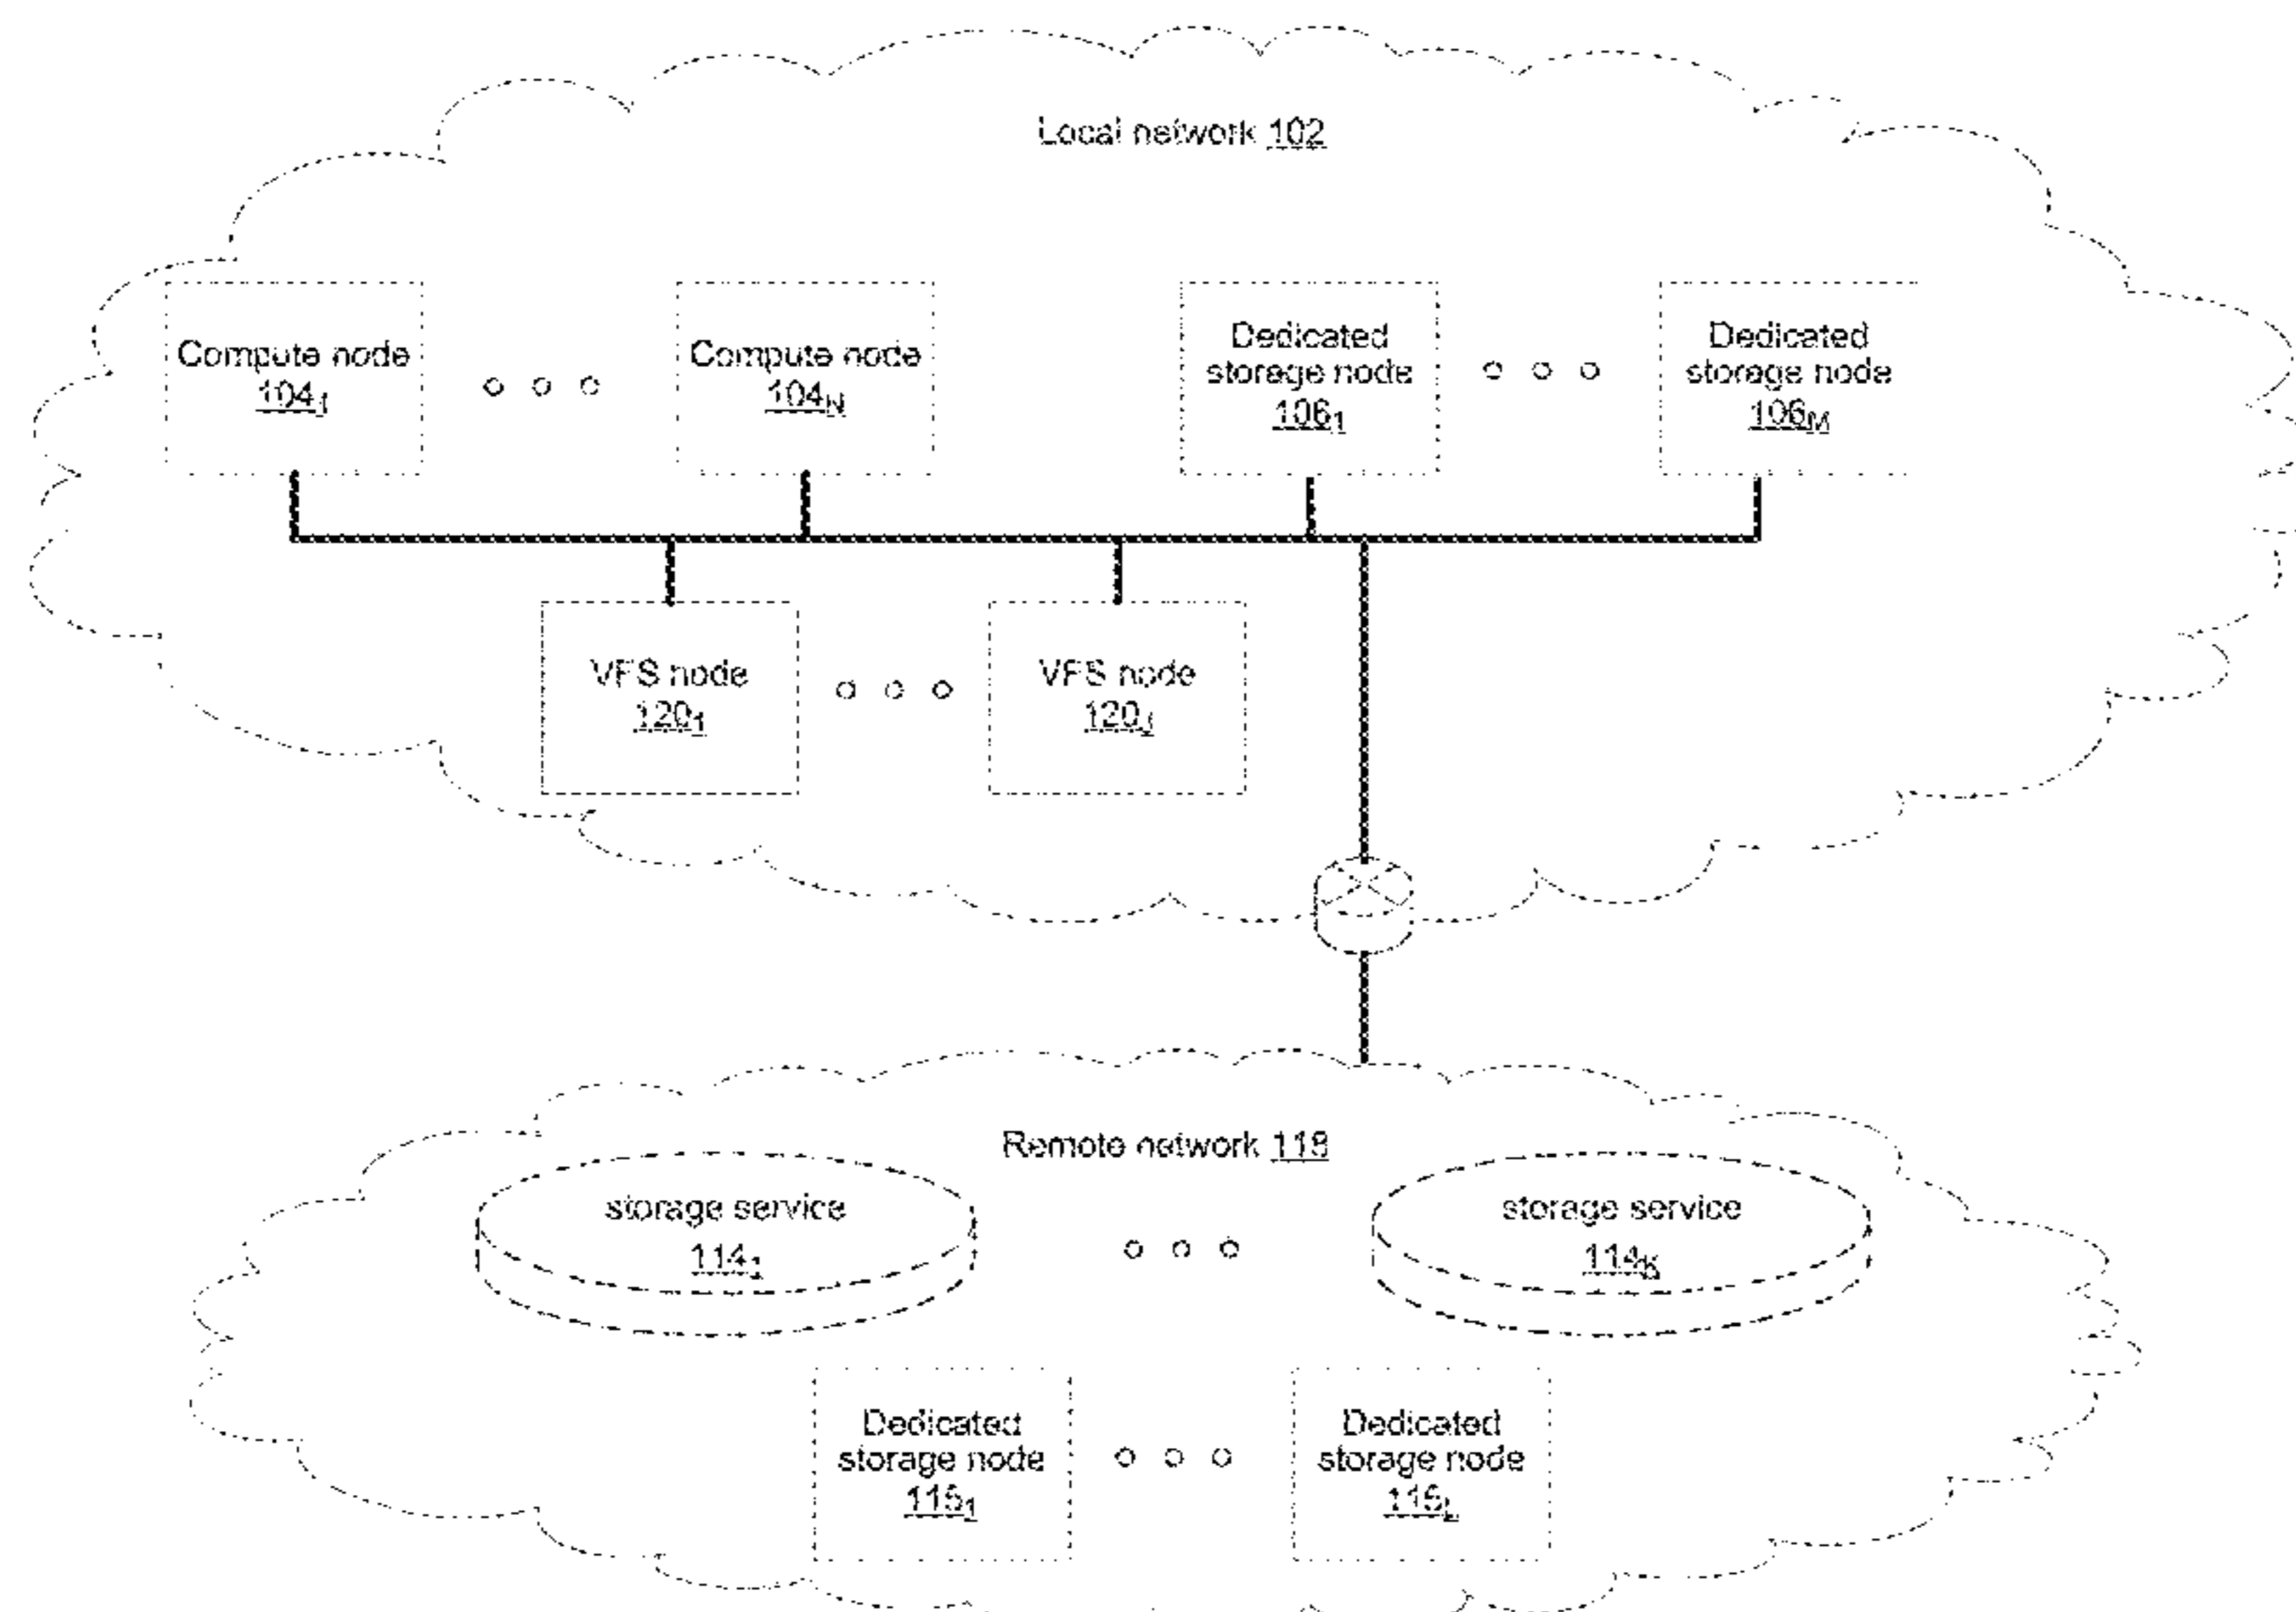 Local network 102
Compute node
104₁
Compute node
104N
Dedicated
storage node
106₁
Dedicated
storage node
106M
VFS node
120₁
VFS node
120J
Remote network 118
storage service
114₁
storage service
114K
Dedicated
storage node
115₁
Dedicated
storage node
115L